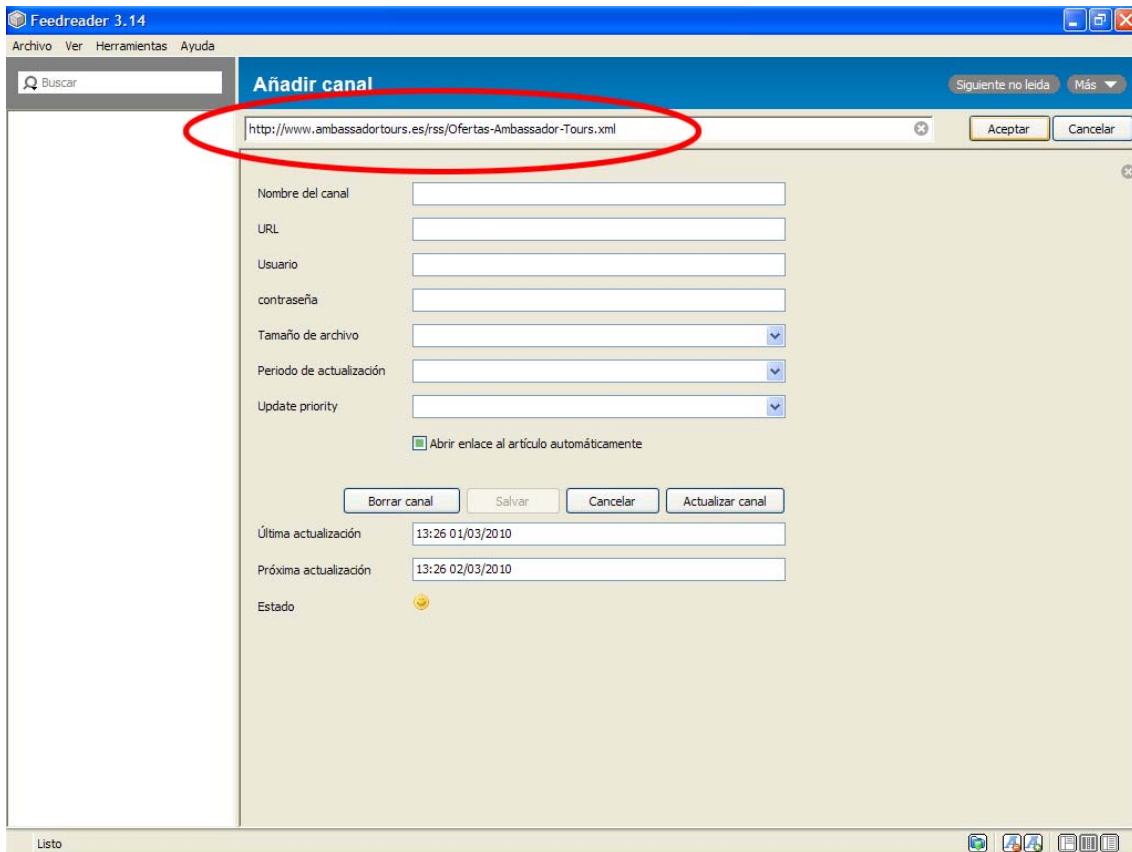 Feedreader 3.14
Archivo Ver Herramientas Ayuda
Buscar
Añadir canal
Siguiente no leida Más
http://www.ambassadortours.es/rss/Ofertas-Ambassador-Tours.xml
Aceptar Cancelar
Nombre del canal
URL
Usuario
contraseña
Tamaño de archivo
Periodo de actualización
Update priority
Abrir enlace al artículo automáticamente
Borrar canal Salvar Cancelar Actualizar canal
Última actualización 13:26 01/03/2010
Próxima actualización 13:26 02/03/2010
Estado
Listo